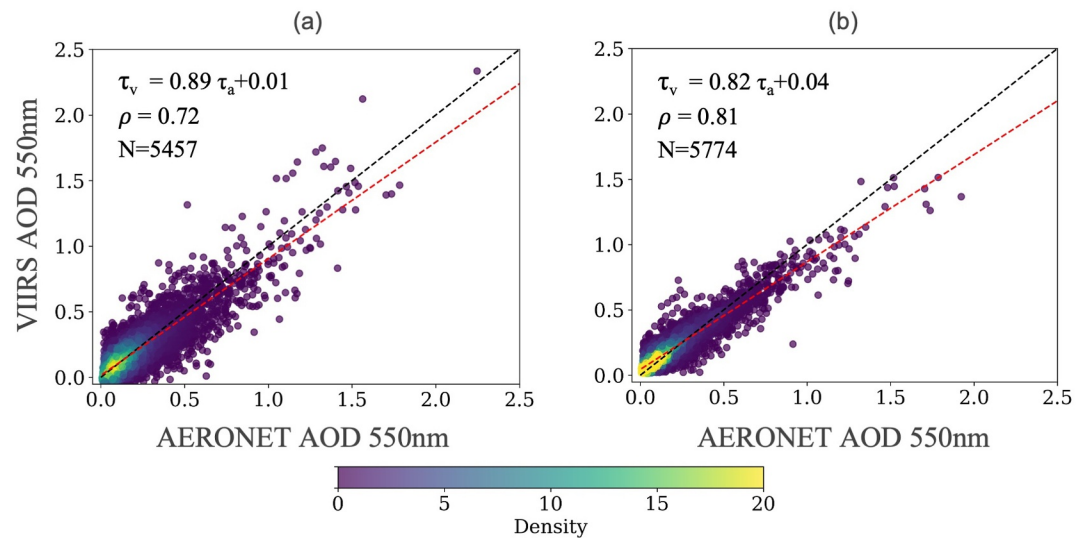 (a)
(b)
τv = 0.89 τa+0.01
ρ = 0.72
N=5457
τv = 0.82 τa+0.04
ρ = 0.81
N=5774
VIIRS AOD 550nm
2.5
2.0
1.5
1.0
0.5
0.0
0.0 0.5 1.0 1.5 2.0 2.5
AERONET AOD 550nm
2.5
2.0
1.5
1.0
0.5
0.0
0.0 0.5 1.0 1.5 2.0 2.5
AERONET AOD 550nm
0 5 10 15 20
Density